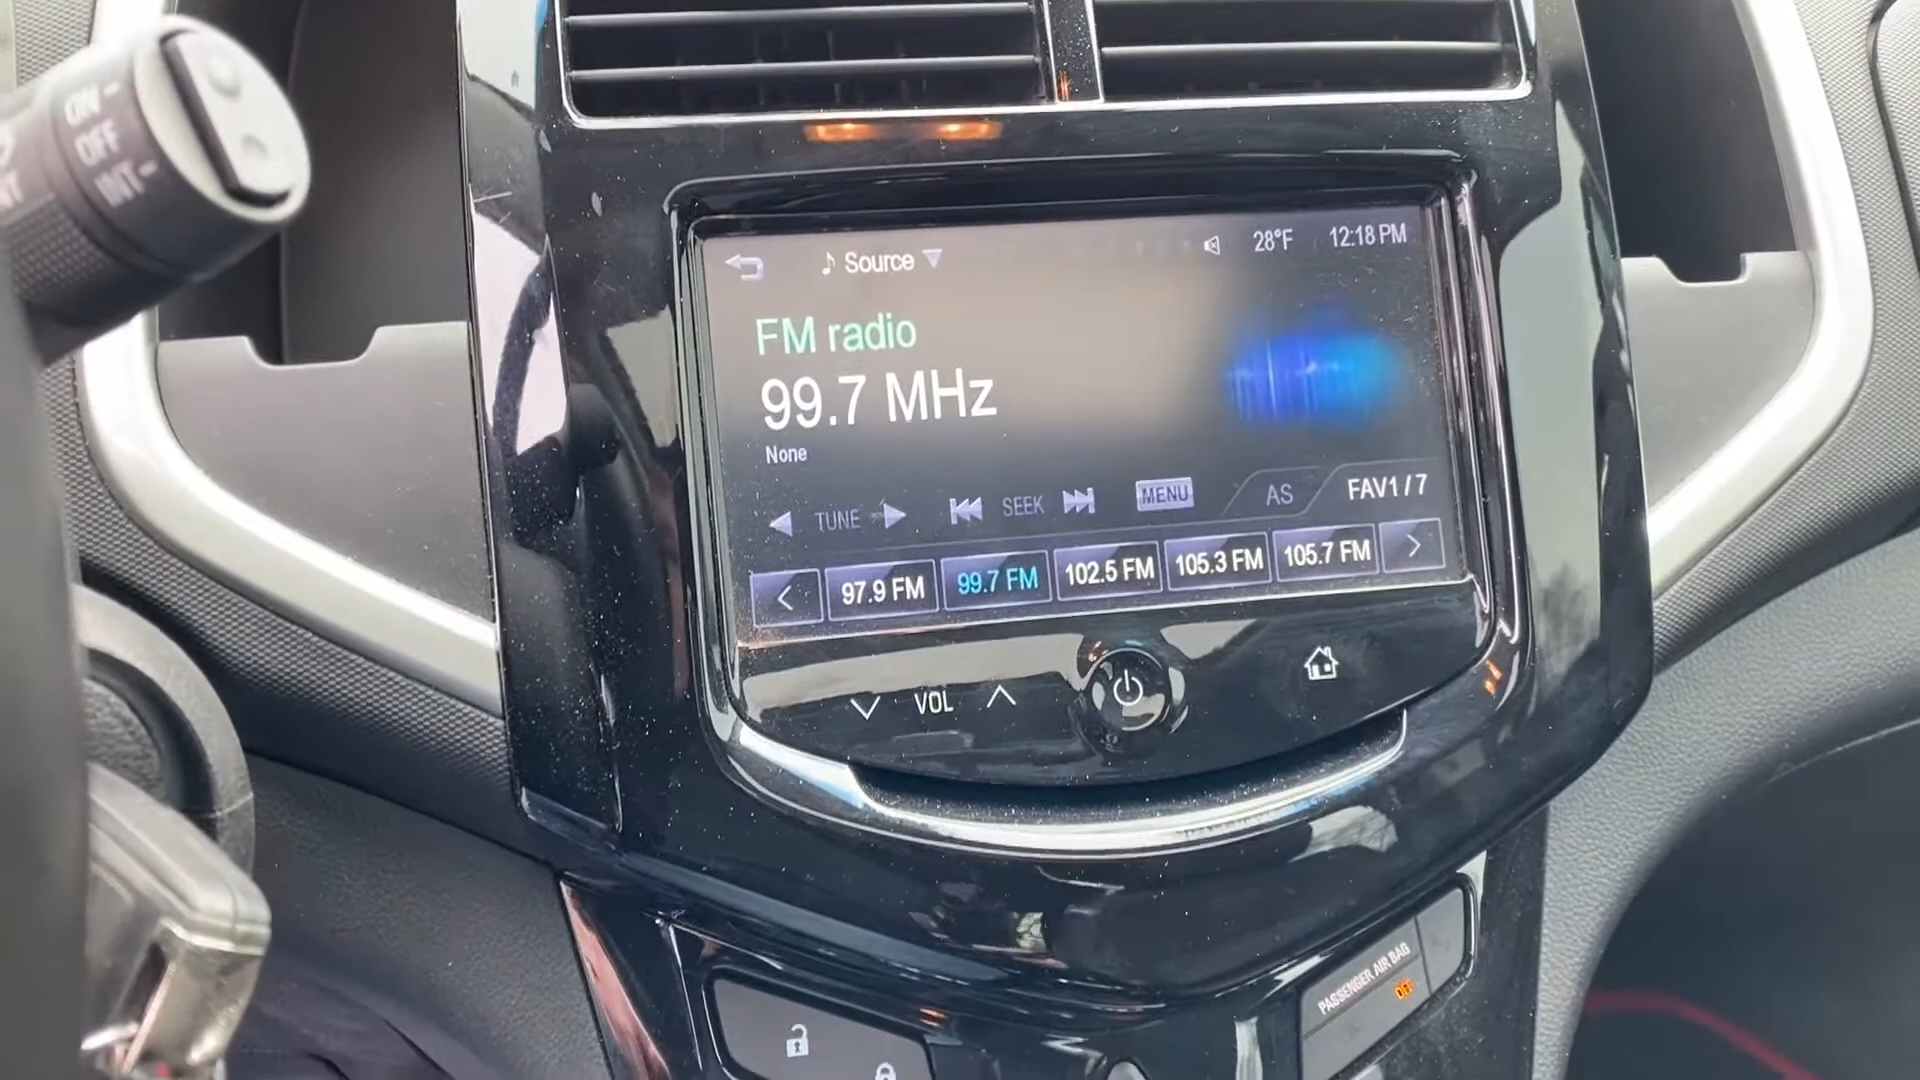 ON
OFF
INT
Source
28°F
12:18 PM
FM radio
99.7 MHz
None
TUNE
SEEK
MENU
AS
FAV1/7
97.9 FM
99.7 FM
102.5 FM
105.3 FM
105.7 FM
VOL
PASSENGER AIR BAG
OFF